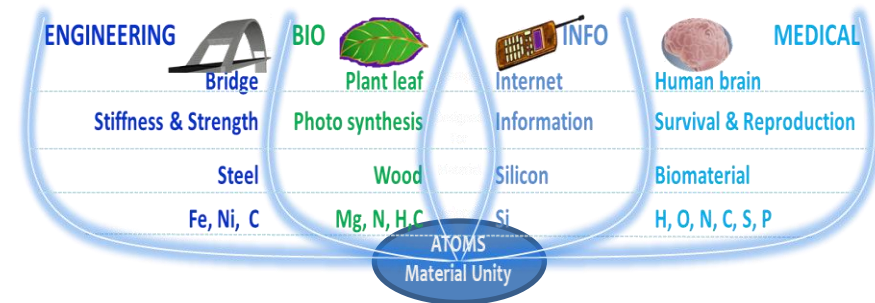 ENGINEERING BIO INFO MEDICAL
Bridge Plant leaf Internet Human brain
Stiffness & Strength Photo synthesis Information Survival & Reproduction
Steel Wood Silicon Biomaterial
Fe, Ni, C Mg, N, H,C Si H, O, N, C, S, P
ATOMS
Material Unity